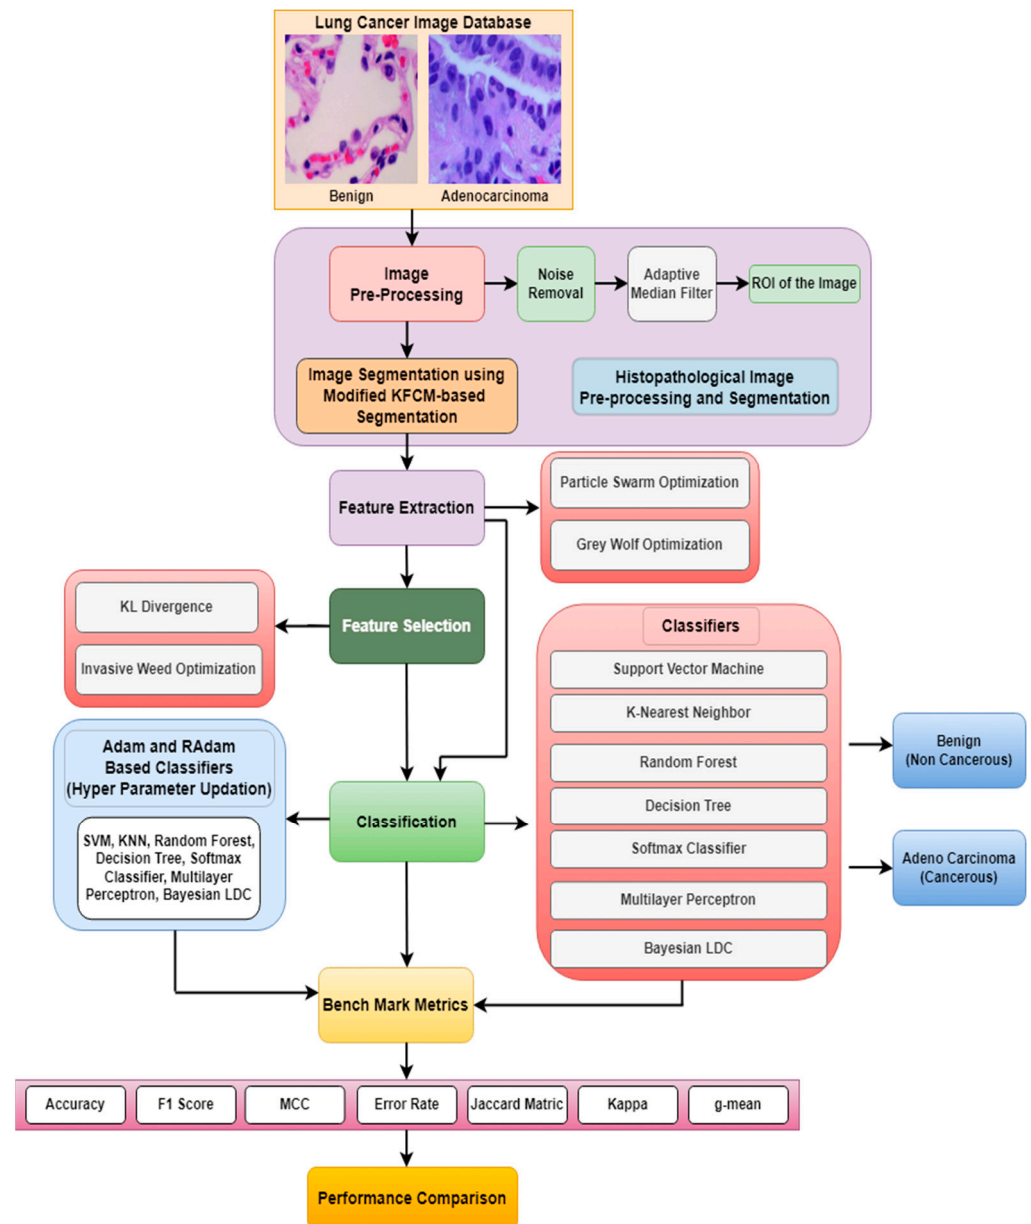 Lung Cancer Image Database
Benign
Adenocarcinoma
Image
Pre-Processing
Noise
Removal
Adaptive
Median Filter
ROI of the Image
Image Segmentation using
Modified KFCM-based
Segmentation
Histopathological Image
Pre-processing and Segmentation
Feature Extraction
Particle Swarm Optimization
Grey Wolf Optimization
KL Divergence
Invasive Weed Optimization
Feature Selection
Classifiers
Support Vector Machine
K-Nearest Neighbor
Random Forest
Decision Tree
Softmax Classifier
Multilayer Perceptron
Bayesian LDC
Benign
(Non Cancerous)
Adeno Carcinoma
(Cancerous)
Adam and RAdam
Based Classifiers
(Hyper Parameter Updation)
SVM, KNN, Random Forest,
Decision Tree, Softmax
Classifier, Multilayer
Perceptron, Bayesian LDC
Classification
Bench Mark Metrics
Accuracy
F1 Score
MCC
Error Rate
Jaccard Matric
Kappa
g-mean
Performance Comparison